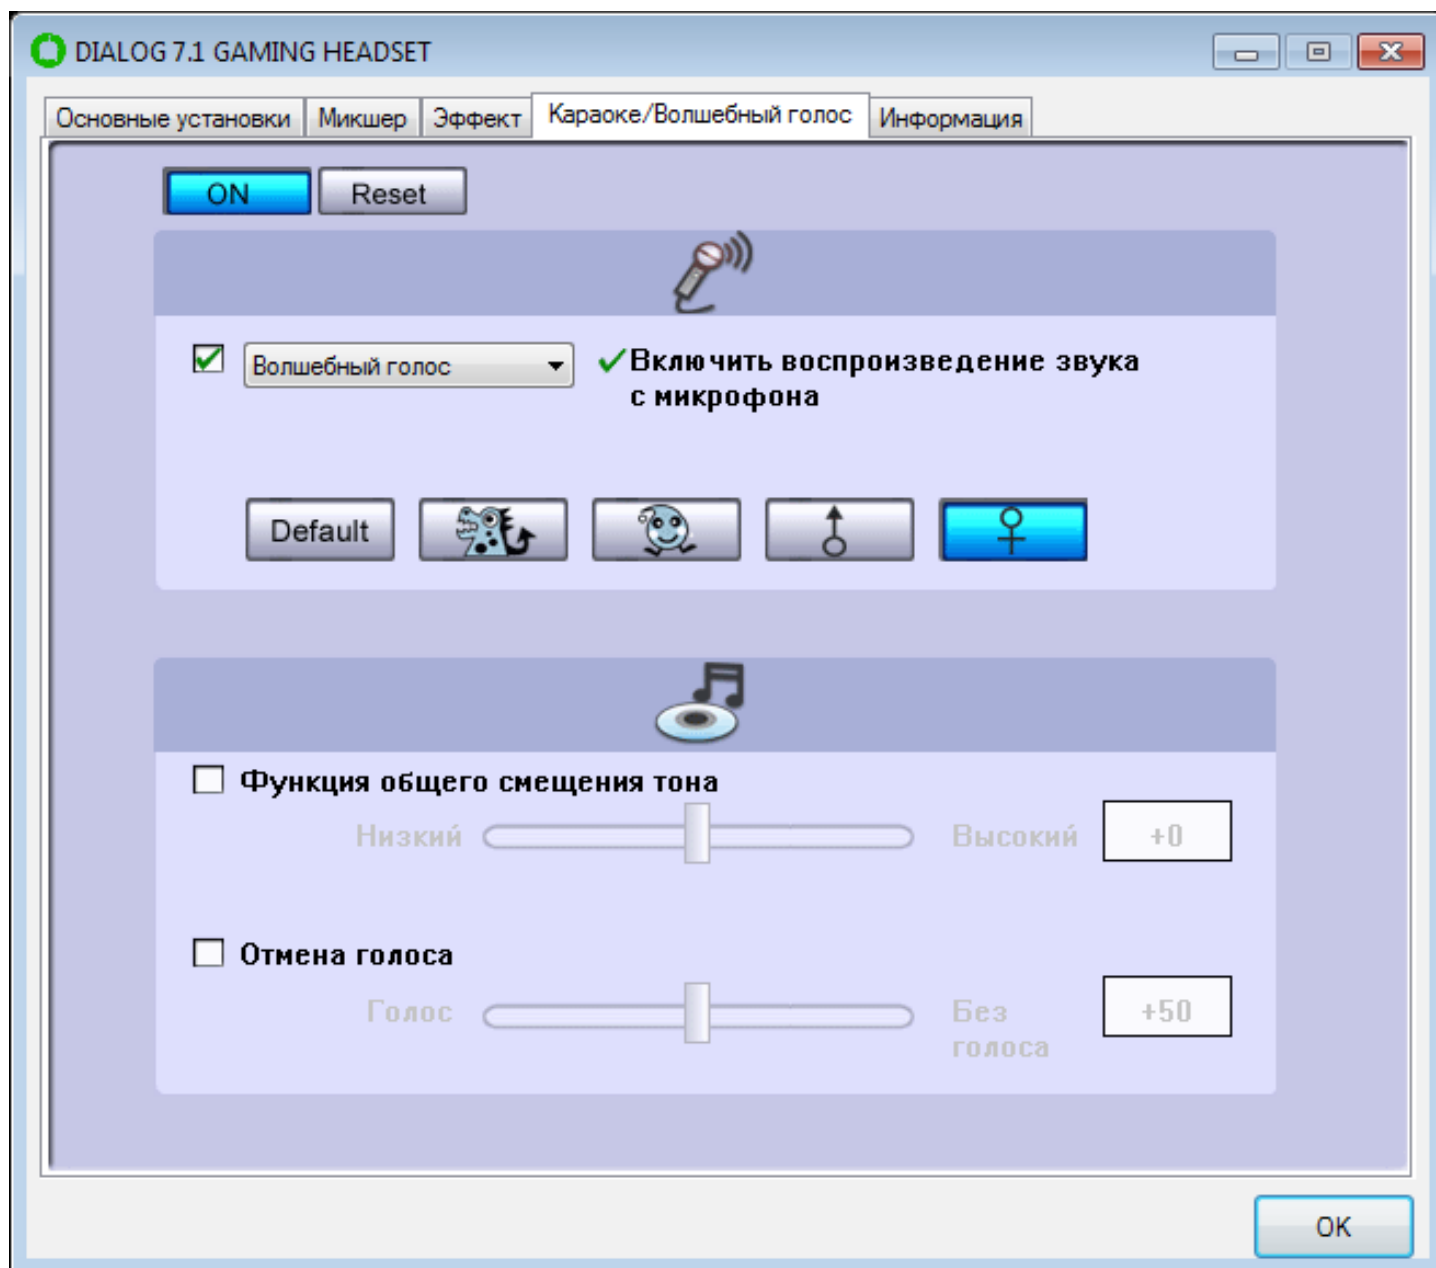 DIALOG 7.1 GAMING HEADSET
Основные установки Микшер Эффект Караоке/Волшебный голос Информация
ON Reset
Волшебный голос Включить воспроизведение звука
с микрофона
Default
Функция общего смещения тона
Низкий Высокий +0
Отмена голоса
Голос Без +50
голоса
OK